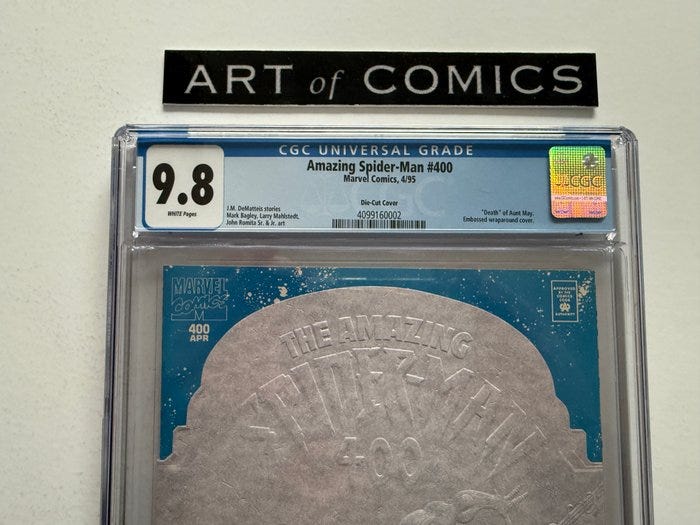 ART of COMICS
CGC UNIVERSAL GRADE
9.8
WHITE Pages
Amazing Spider-Man #400
Marvel Comics, 4/95
Die-Cut Cover
4099160002
J.M. DeMatteis stories
Mark Bagley, Larry Mahlstedt,
John Romita Sr. & Jr. art
"Death" of Aunt May.
Embossed wraparound cover.
CGC
MARVEL
Comics
M
400
APR
APPROVED
BY THE
COMICS
CODE
AUTHORITY
THE AMAZING
SPIDER-MAN
400